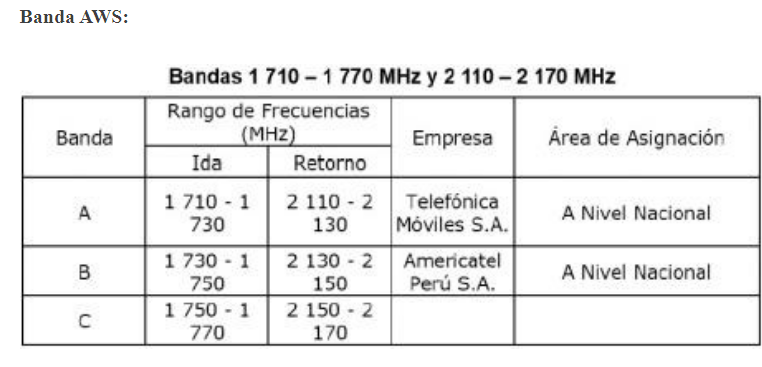 Banda AWS:
Bandas 1 710 – 1 770 MHz y 2 110 – 2 170 MHz
Banda
Rango de Frecuencias
(MHz)
Empresa
Área de Asignación
Ida
Retorno
A
1 710 - 1
730
2 110 - 2
130
Telefónica
Móviles S.A.
A Nivel Nacional
B
1 730 - 1
750
2 130 - 2
150
Americatel
Perú S.A.
A Nivel Nacional
C
1 750 - 1
770
2 150 - 2
170